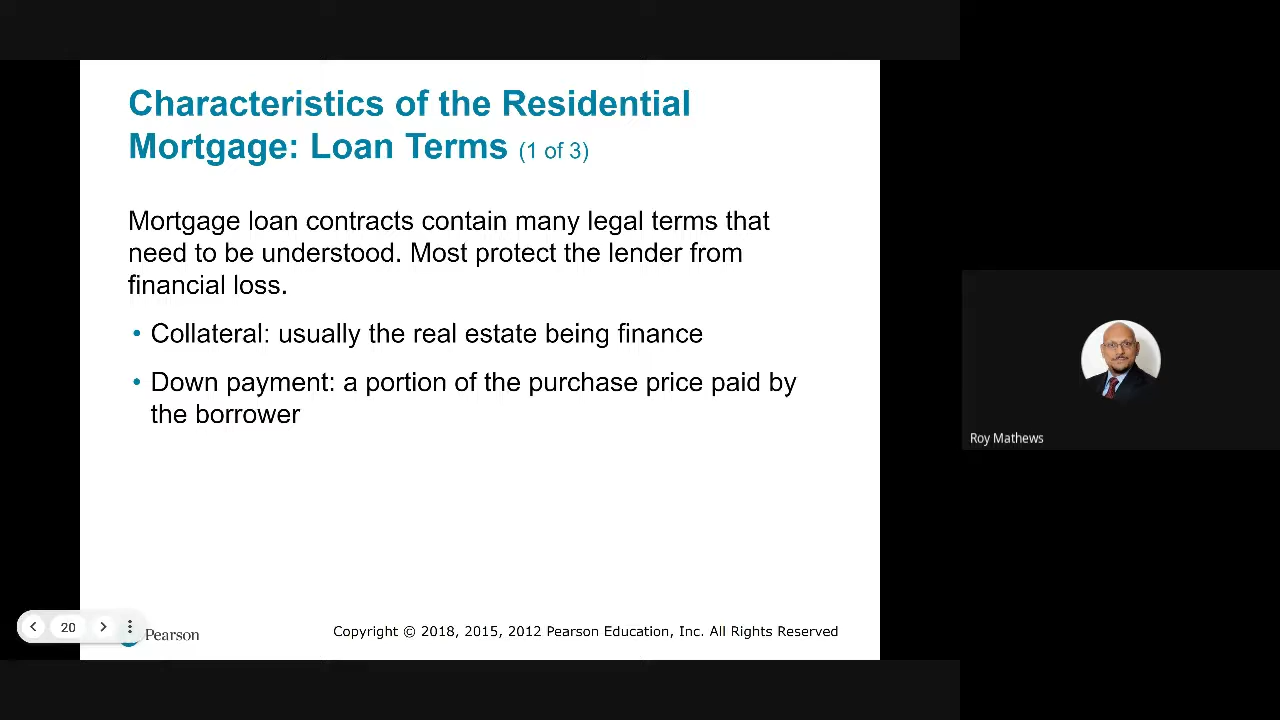 Characteristics of the Residential
Mortgage: Loan Terms (1 of 3)
Mortgage loan contracts contain many legal terms that
need to be understood. Most protect the lender from
financial loss.
• Collateral: usually the real estate being finance
• Down payment: a portion of the purchase price paid by
the borrower
Roy Mathews
20
Pearson
Copyright © 2018, 2015, 2012 Pearson Education, Inc. All Rights Reserved